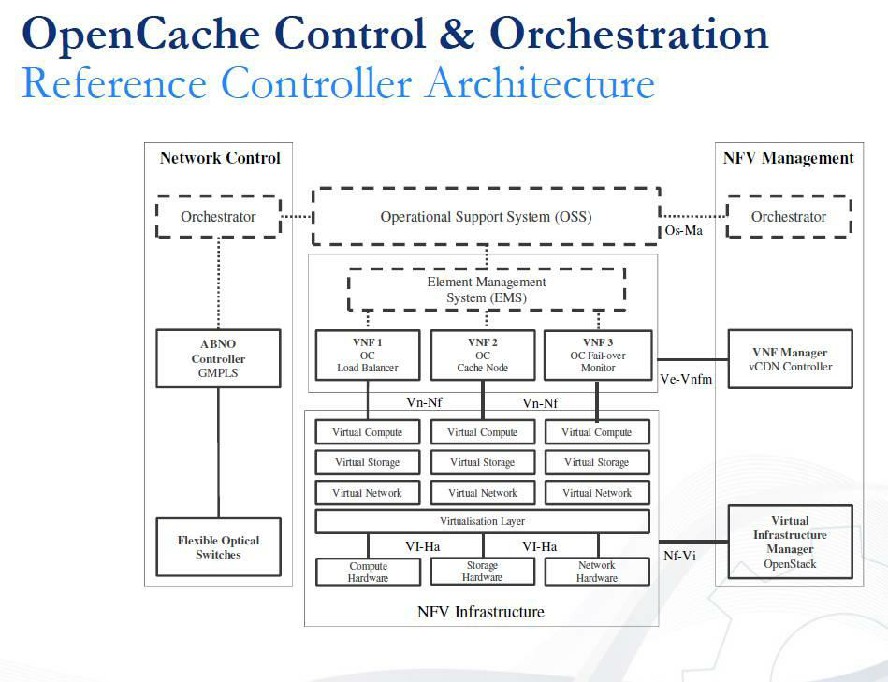 OpenCache Control & Orchestration
Reference Controller Architecture
Network Control
NFV Management
Orchestrator
Operational Support System (OSS)
Orchestrator
Os-Ma
Element Management
System (EMS)
ABNO
Controller
GMPLS
VNF 1
OC
Load Balancer
VNF 2
OC
Cache Node
VNF 3
OC Fail-over
Monitor
VNF Manager
vCDN Controller
Ve-Vnfm
Vn-Nf
Vn-Nf
Virtual Compute
Virtual Compute
Virtual Compute
Virtual Storage
Virtual Storage
Virtual Storage
Virtual Network
Virtual Network
Virtual Network
Virtualisation Layer
Flexible Optical
Switches
VI-Ha
VI-Ha
Nf-Vi
Virtual
Infrastructure
Manager
OpenStack
Compute
Hardware
Storage
Hardware
Network
Hardware
NFV Infrastructure